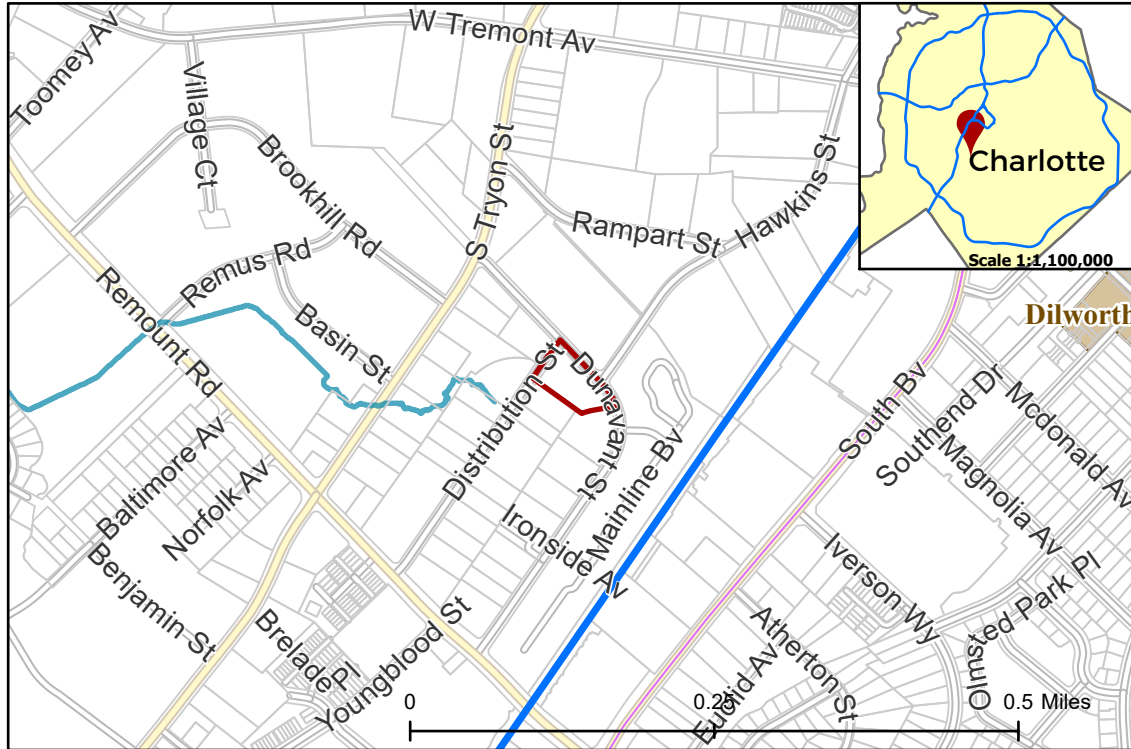 W Tremont Av
Toomey Av
Village Ct
Brookhill Rd
S Tryon St
Rampart St
Hawkins St
Charlotte
Scale 1:1,100,000
Remus Rd
Basin St
Remount Rd
Dilworth
Distribution St
Dunavant St
South Bv
Southend Dr
Mcdonald Av
Magnolia Av
Baltimore Av
Norfolk Av
Benjamin St
Ironside Av
Mainline Bv
Iverson Wy
Olmsted Park Pl
Brelade Pl
Youngblood St
Euclid Av
Atherton St
0 0.25 0.5 Miles